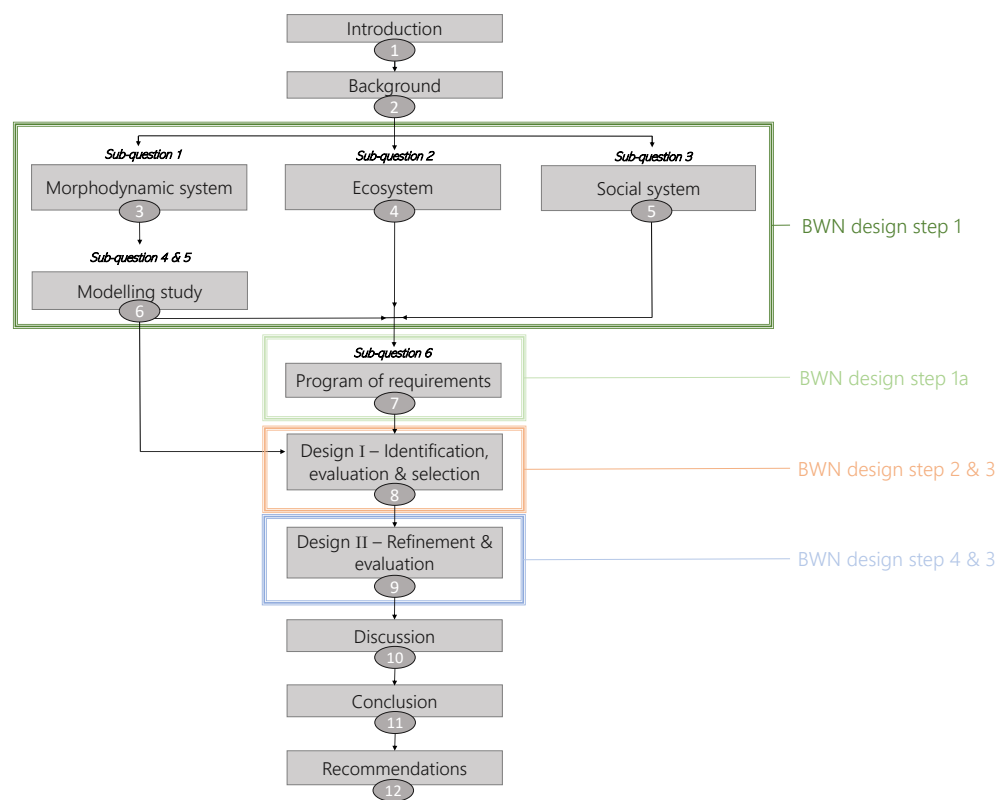 Introduction
1
Background
2
Sub-question 1
Sub-question 2
Sub-question 3
Morphodynamic system
Ecosystem
Social system
3
4
5
BWN design step 1
Sub-question 4 & 5
Modelling study
6
Sub-question 6
Program of requirements
7
BWN design step 1a
Design I – Identification,
evaluation & selection
8
BWN design step 2 & 3
Design II – Refinement &
evaluation
9
BWN design step 4 & 3
Discussion
10
Conclusion
11
Recommendations
12